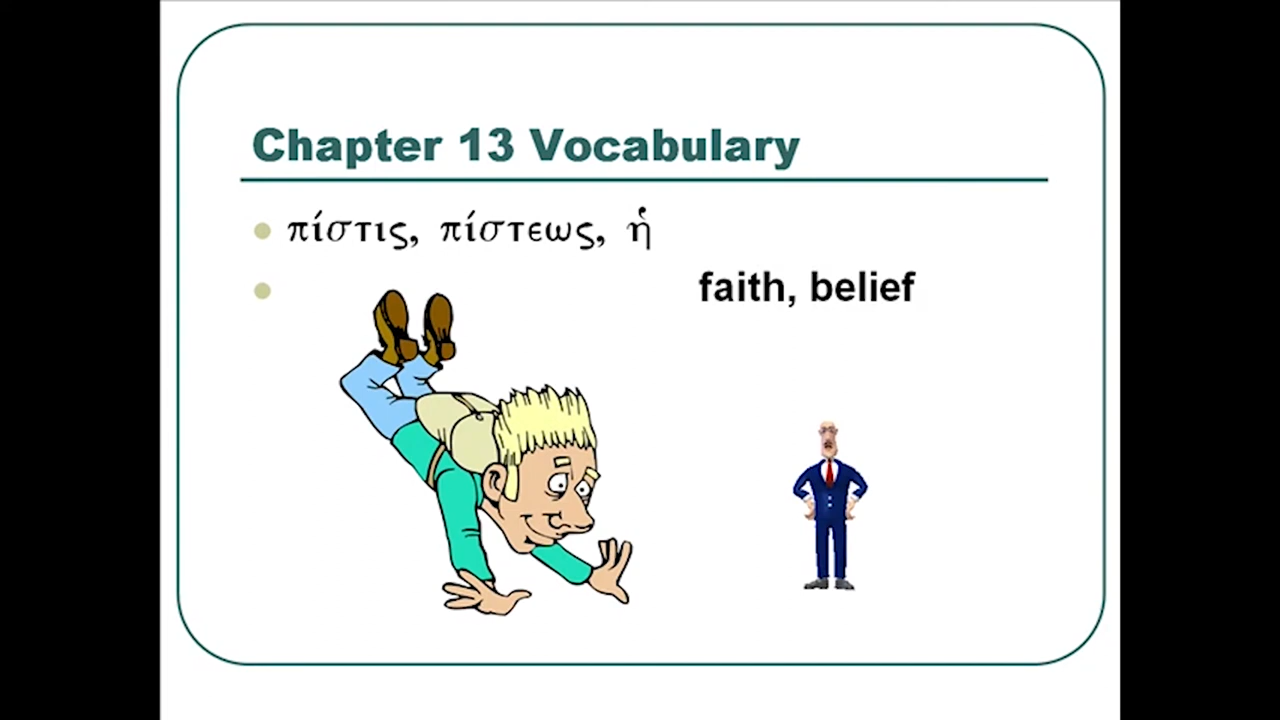 Chapter 13 Vocabulary
πίστις, πίστεως, ἡ
faith, belief